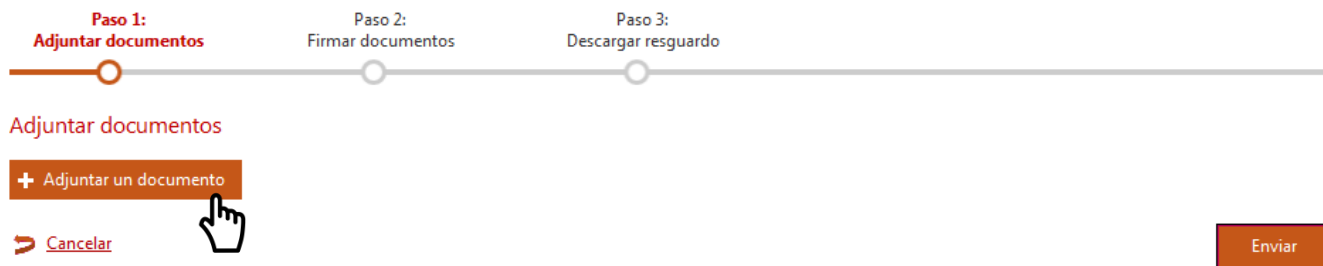 Paso 1:
Adjuntar documentos
Paso 2:
Firmar documentos
Paso 3:
Descargar resguardo
Adjuntar documentos
+ Adjuntar un documento
Cancelar
Enviar